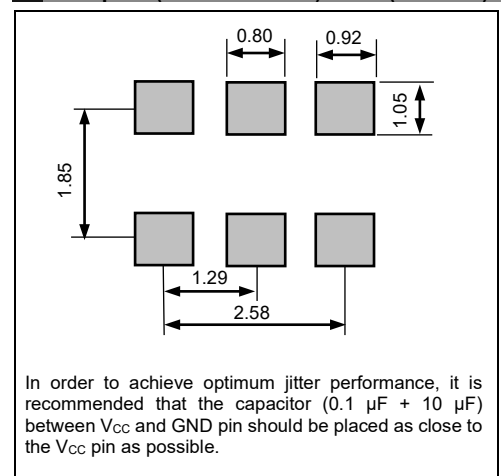 0.80
0.92
1.05
1.85
1.29
2.58
In order to achieve optimum jitter performance, it is
recommended that the capacitor (0.1 µF + 10 µF)
between VCC and GND pin should be placed as close to
the VCC pin as possible.